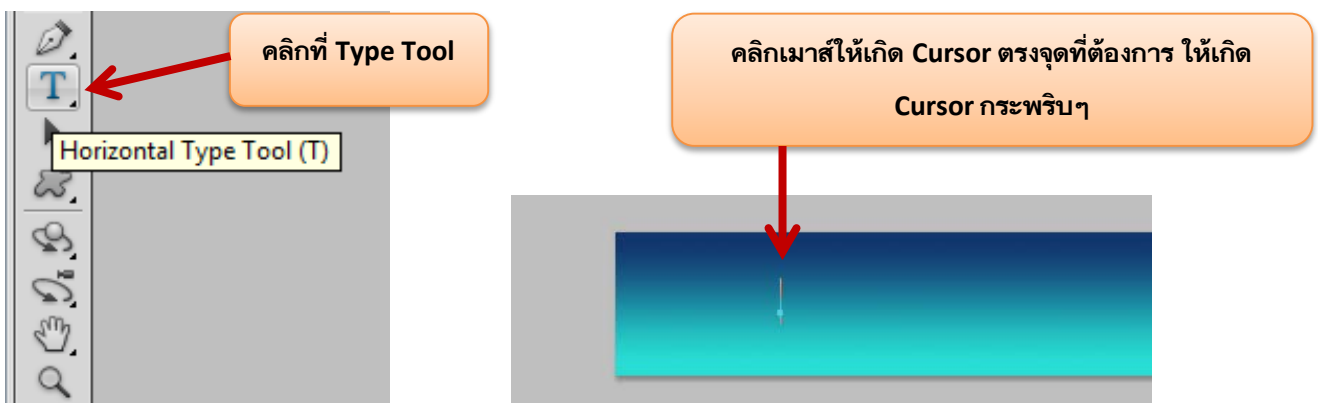 คลิกที่ Type Tool
T
Horizontal Type Tool (T)
คลิกเมาส์ให้เกิด Cursor ตรงจุดที่ต้องการ ให้เกิด
Cursor กระพริบๆ